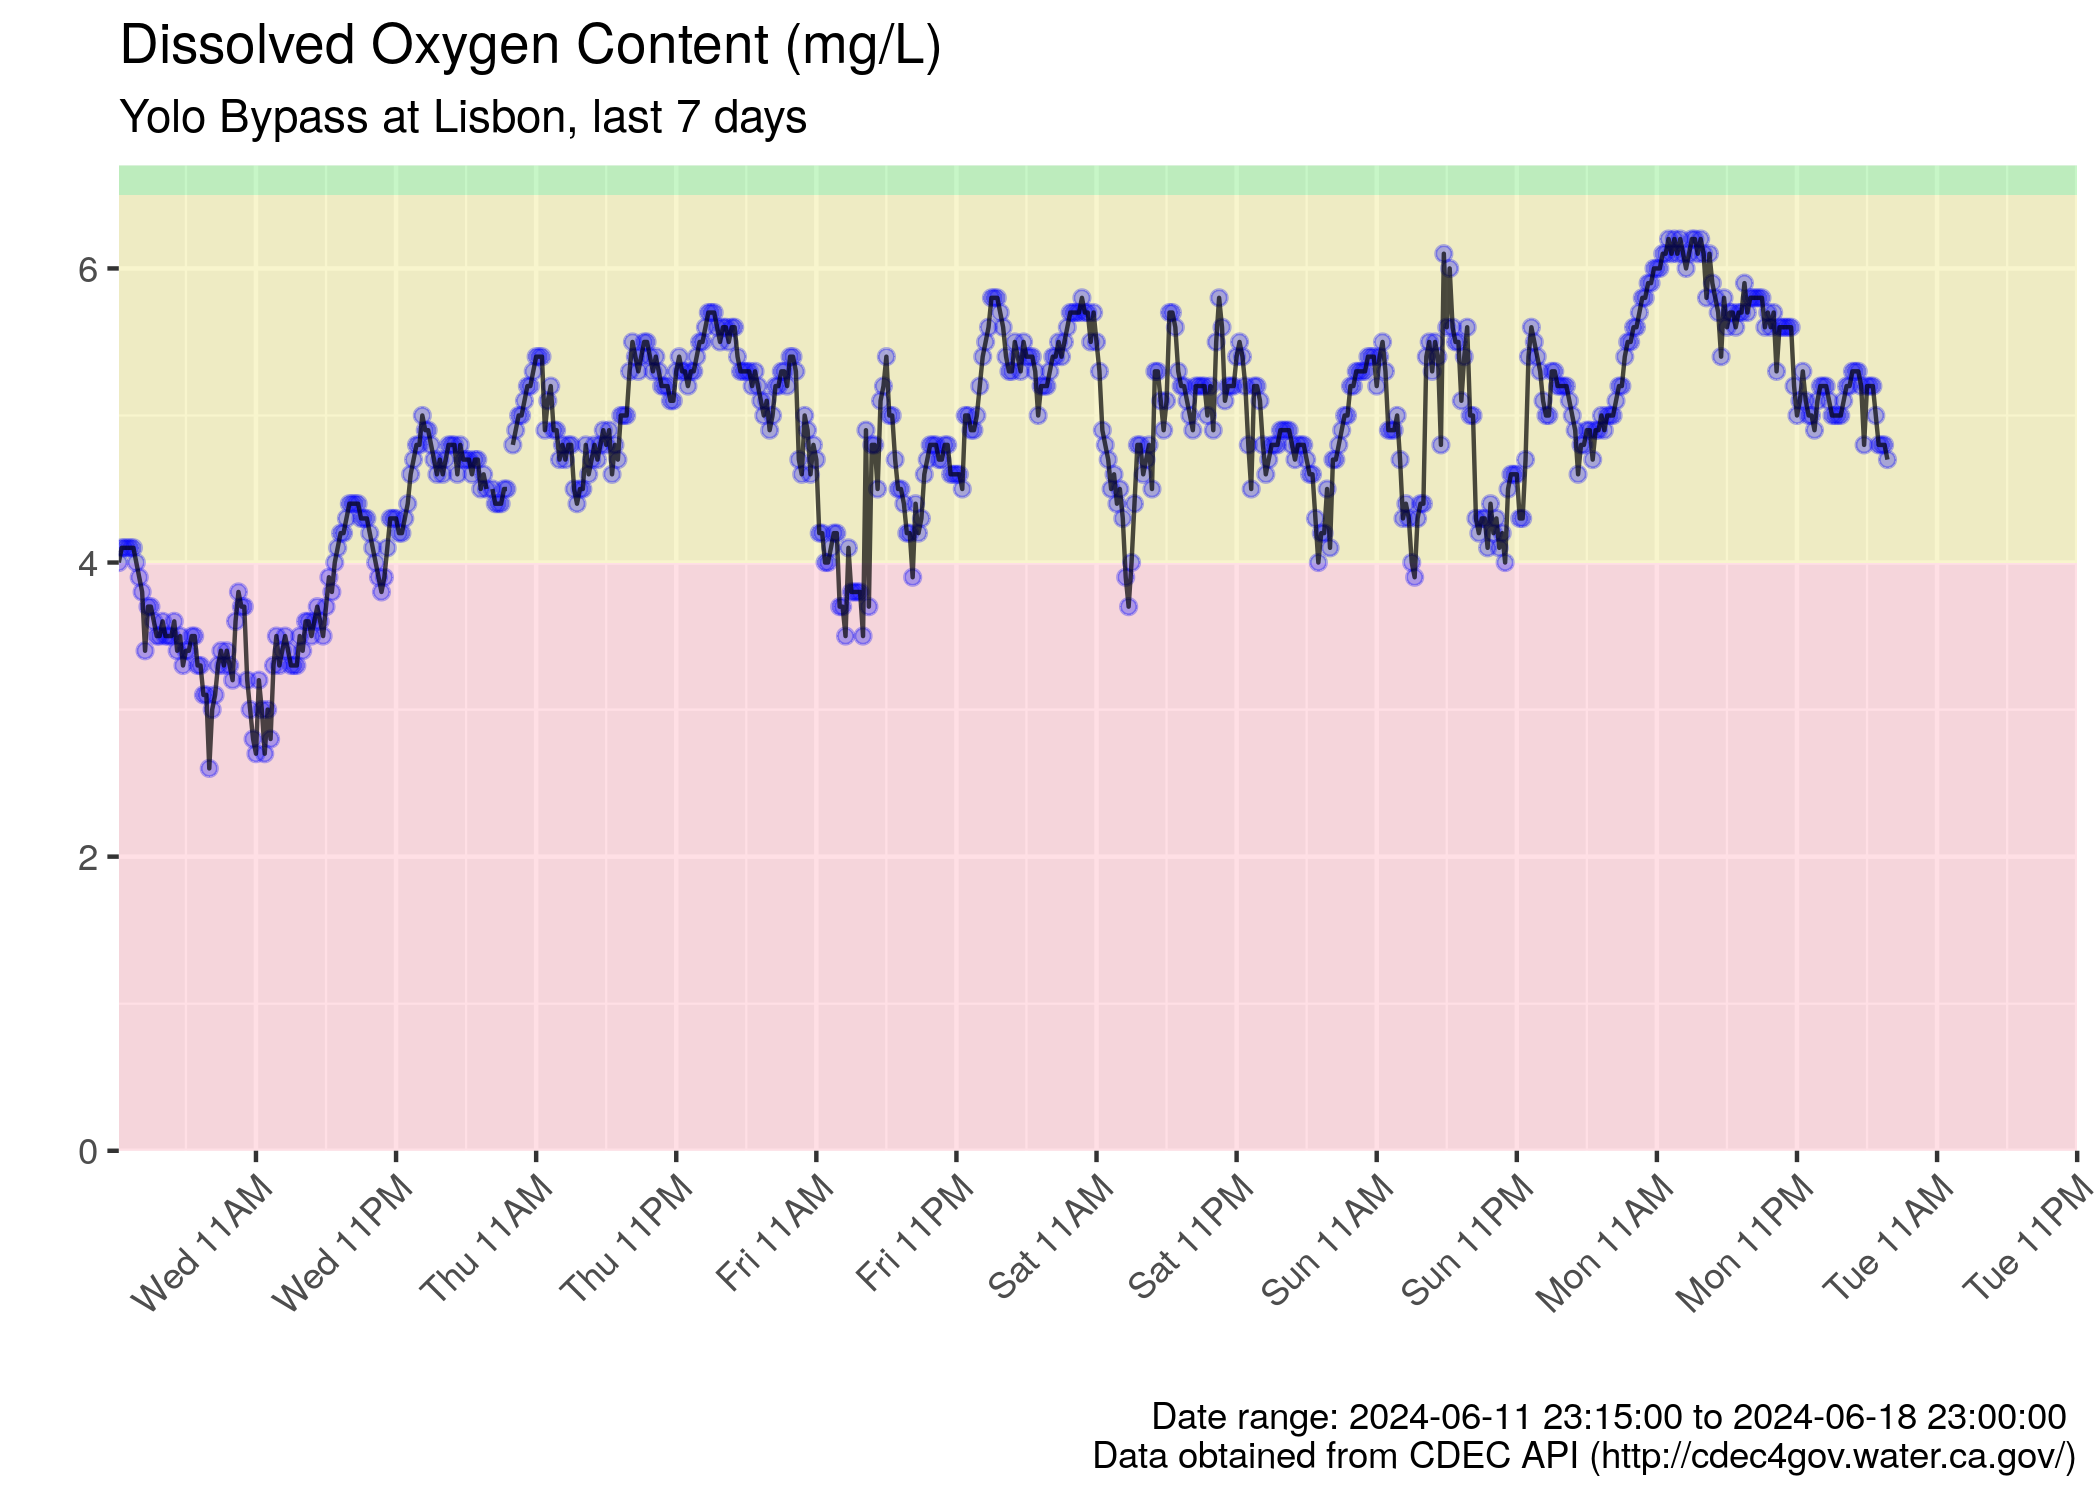 Dissolved Oxygen Content (mg/L)
Yolo Bypass at Lisbon, last 7 days
6
4
2
0
Wed 11AM
Wed 11PM
Thu 11AM
Thu 11PM
Fri 11AM
Fri 11PM
Sat 11AM
Sat 11PM
Sun 11AM
Sun 11PM
Mon 11AM
Mon 11PM
Tue 11AM
Tue 11PM
Date range: 2024-06-11 23:15:00 to 2024-06-18 23:00:00
Data obtained from CDEC API (http://cdec4gov.water.ca.gov/)